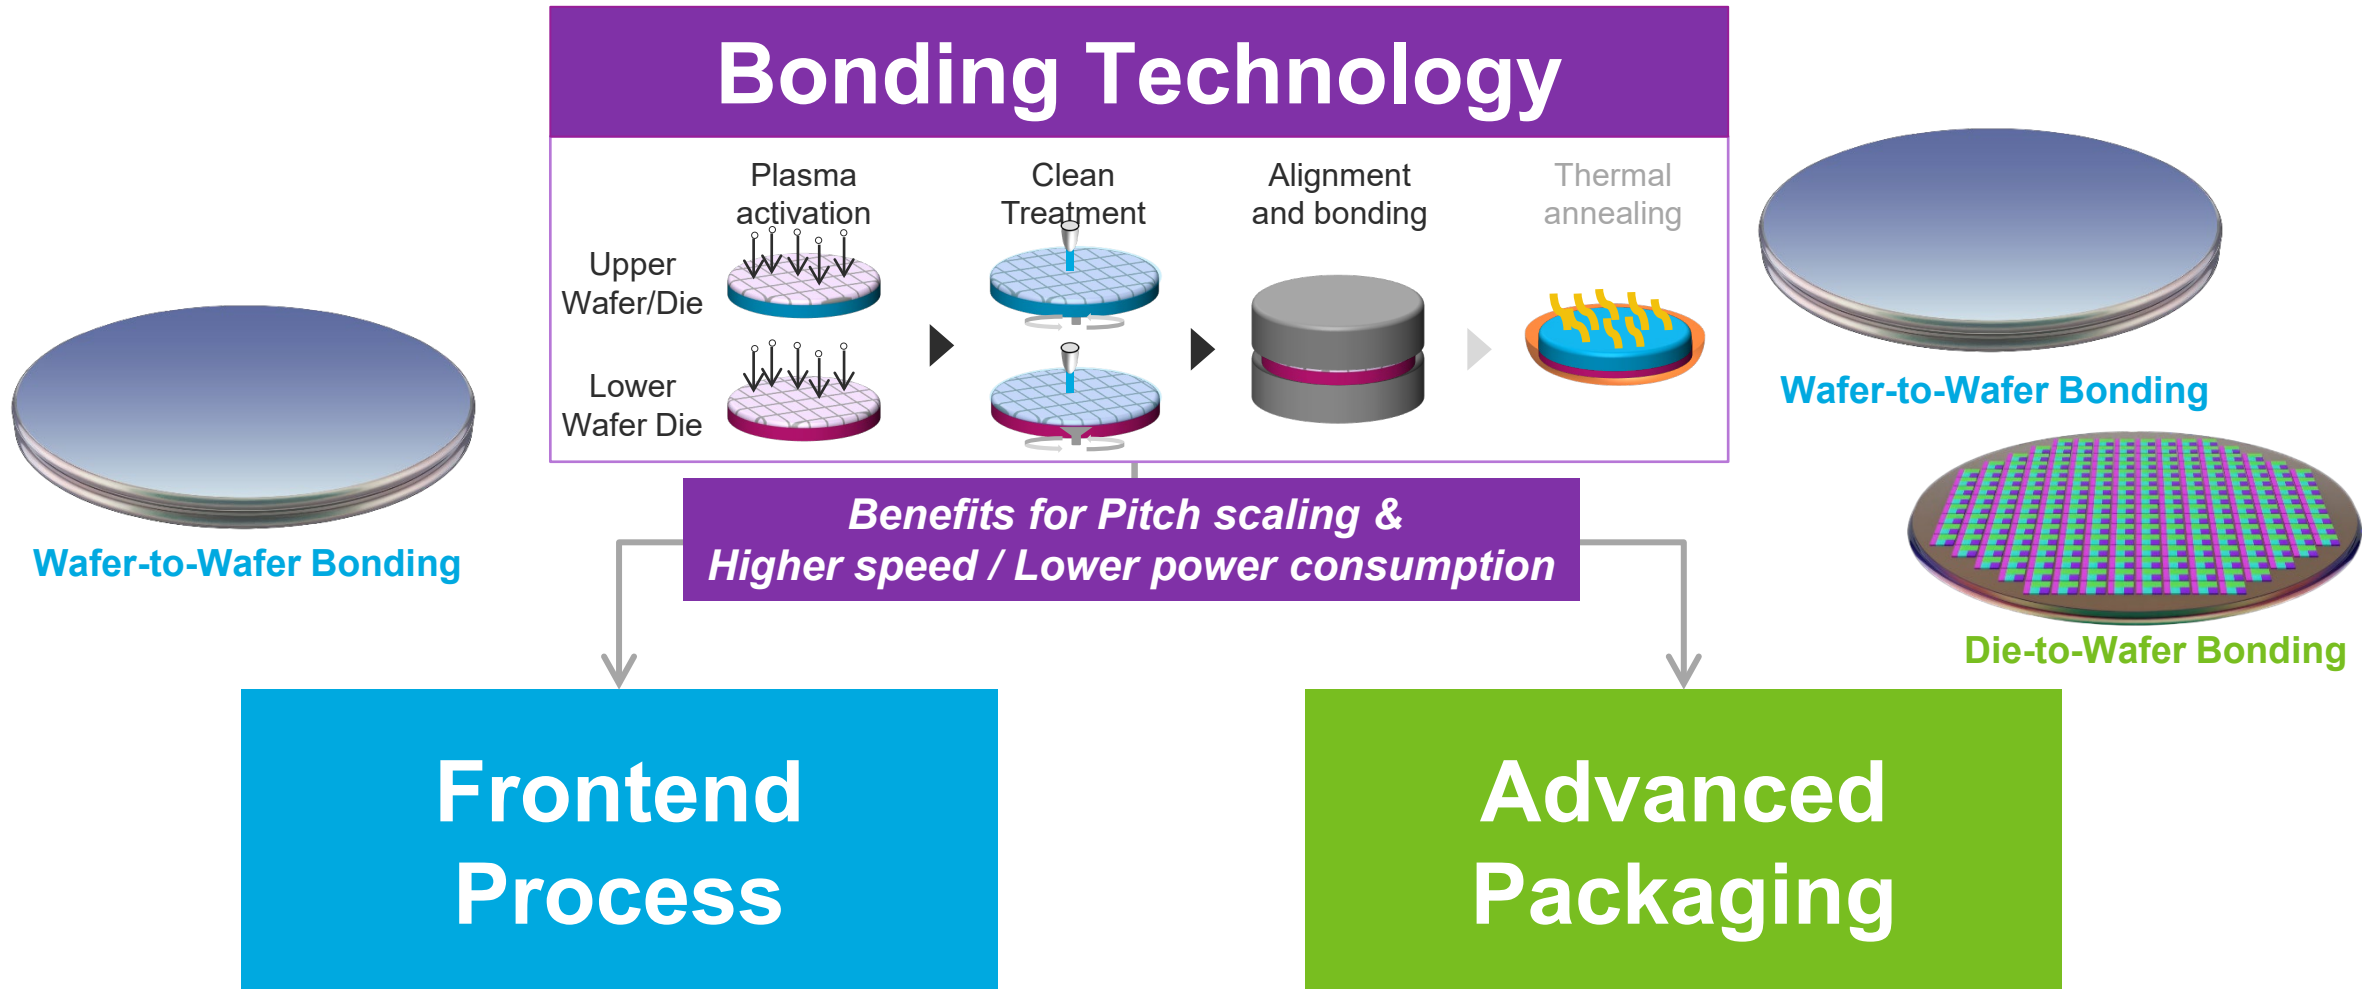 Bonding Technology
Plasma
activation
Clean
Treatment
Alignment
and bonding
Thermal
annealing
Upper
Wafer/Die
Lower
Wafer Die
Wafer-to-Wafer Bonding
Wafer-to-Wafer Bonding
Die-to-Wafer Bonding
Benefits for Pitch scaling &
Higher speed / Lower power consumption
Frontend
Process
Advanced
Packaging